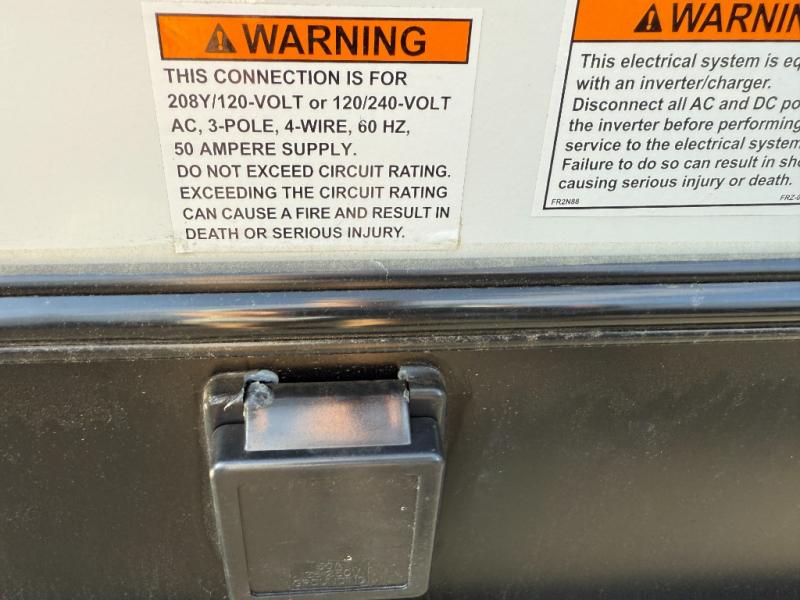 WARNING
THIS CONNECTION IS FOR
208Y/120-VOLT or 120/240-VOLT
AC, 3-POLE, 4-WIRE, 60 HZ,
50 AMPERE SUPPLY.
DO NOT EXCEED CIRCUIT RATING.
EXCEEDING THE CIRCUIT RATING
CAN CAUSE A FIRE AND RESULT IN
DEATH OR SERIOUS INJURY.
WARNIN
This electrical system is eq
with an inverter/charger.
Disconnect all AC and DC po
the inverter before performing
service to the electrical system
Failure to do so can result in sho
causing serious injury or death.
FR2N88
FRZ-0